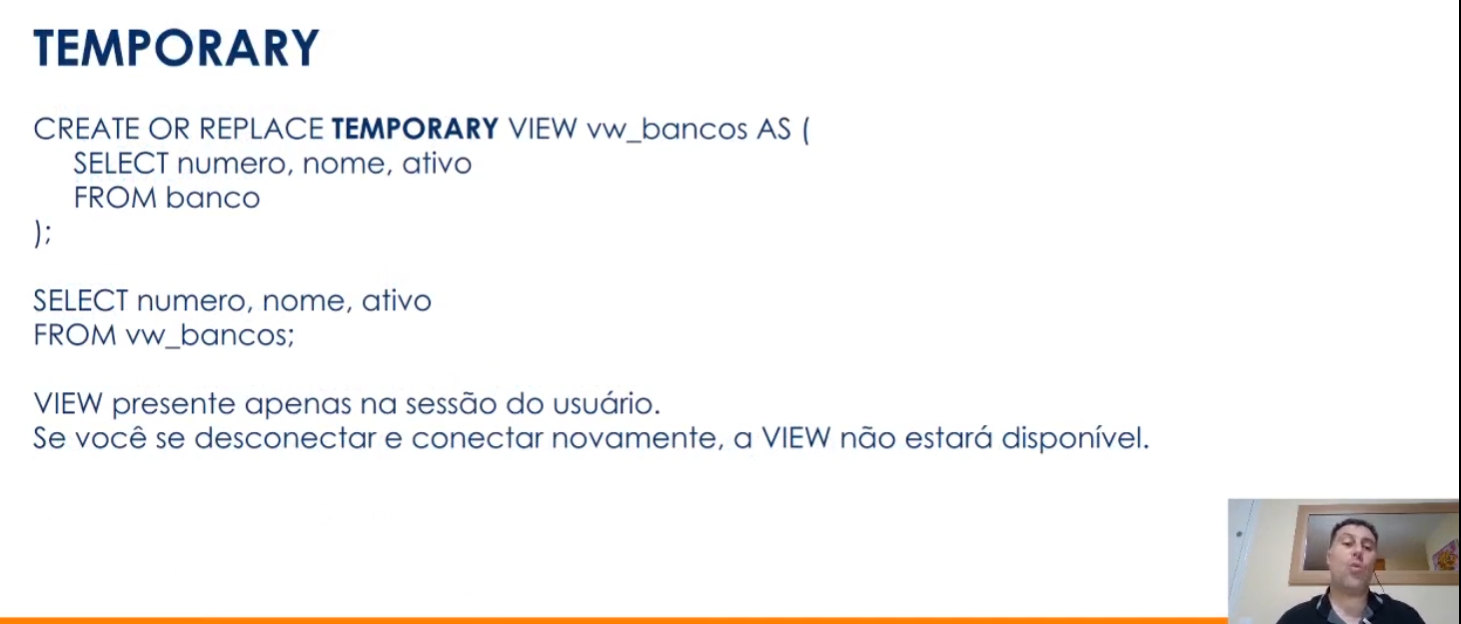 TEMPORARY
CREATE OR REPLACE TEMPORARY VIEW vw_bancos AS (
SELECT numero, nome, ativo
FROM banco
);
SELECT numero, nome, ativo
FROM vw_bancos;
VIEW presente apenas na sessão do usuário.
Se você se desconectar e conectar novamente, a VIEW não estará disponível.